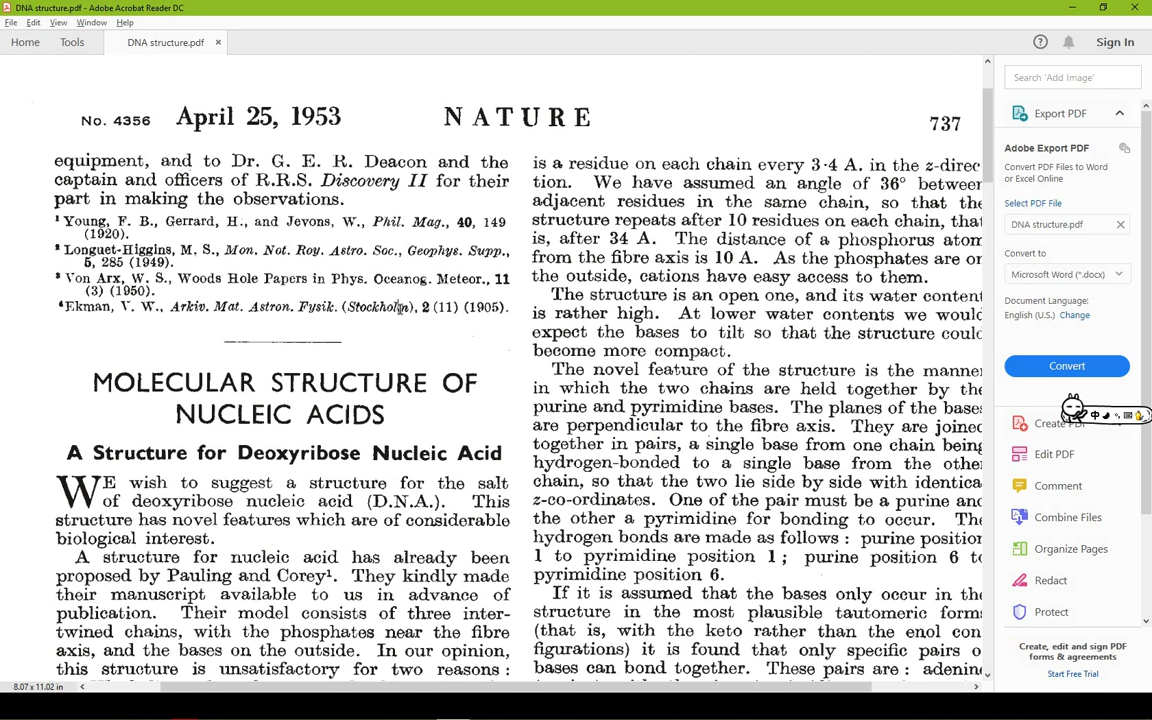 DNA structure.pdf - Adobe Acrobat Reader DC
File Edit View Window Help
Home Tools DNA structure.pdf × Sign In
No. 4356 April 25, 1953 NATURE 737
equipment, and to Dr. G. E. R. Deacon and the
captain and officers of R.R.S. Discovery II for their
part in making the observations.
¹ Young, F. B., Gerrard, H., and Jevons, W., Phil. Mag., 40, 149
(1920).
² Longuet-Higgins, M. S., Mon. Not. Roy. Astro. Soc., Geophys. Supp.,
5, 285 (1949).
³ Von Arx, W. S., Woods Hole Papers in Phys. Oceanog. Meteor., 11
(3) (1950).
⁴ Ekman, V. W., Arkiv. Mat. Astron. Fysik. (Stockholm), 2 (11) (1905).
MOLECULAR STRUCTURE OF
NUCLEIC ACIDS
A Structure for Deoxyribose Nucleic Acid
WE wish to suggest a structure for the salt
of deoxyribose nucleic acid (D.N.A.). This
structure has novel features which are of considerable
biological interest.
A structure for nucleic acid has already been
proposed by Pauling and Corey¹. They kindly made
their manuscript available to us in advance of
publication. Their model consists of three inter-
twined chains, with the phosphates near the fibre
axis, and the bases on the outside. In our opinion,
this structure is unsatisfactory for two reasons :
is a residue on each chain every 3·4 A. in the z-direc
tion. We have assumed an angle of 36° between
adjacent residues in the same chain, so that the
structure repeats after 10 residues on each chain, that
is, after 34 A. The distance of a phosphorus atom
from the fibre axis is 10 A. As the phosphates are on
the outside, cations have easy access to them.
The structure is an open one, and its water content
is rather high. At lower water contents we would
expect the bases to tilt so that the structure could
become more compact.
The novel feature of the structure is the manner
in which the two chains are held together by the
purine and pyrimidine bases. The planes of the bases
are perpendicular to the fibre axis. They are joined
together in pairs, a single base from one chain being
hydrogen-bonded to a single base from the other
chain, so that the two lie side by side with identica
z-co-ordinates. One of the pair must be a purine and
the other a pyrimidine for bonding to occur. The
hydrogen bonds are made as follows : purine position
1 to pyrimidine position 1 ; purine position 6 to
pyrimidine position 6.
If it is assumed that the bases only occur in the
structure in the most plausible tautomeric forms
(that is, with the keto rather than the enol con
figurations) it is found that only specific pairs of
bases can bond together. These pairs are : adenine
8.07 x 11.02 in
Search 'Add Image'
Export PDF
Adobe Export PDF
Convert PDF Files to Word
or Excel Online
Select PDF File
DNA structure.pdf ×
Convert to
Microsoft Word (*.docx)
Document Language:
English (U.S.) Change
Convert
中
Create PDF
Edit PDF
Comment
Combine Files
Organize Pages
Redact
Protect
Create, edit and sign PDF
forms & agreements
Start Free Trial